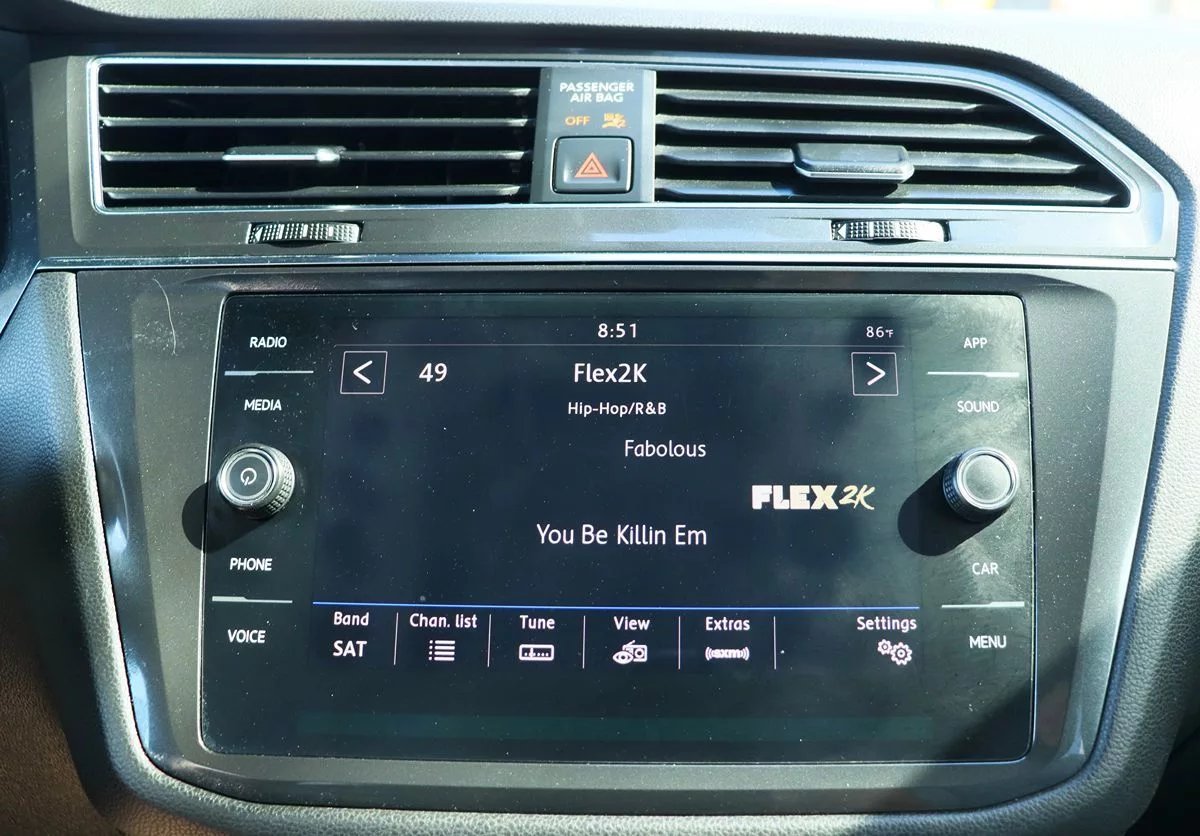 PASSENGER
AIR BAG
OFF
8:51
86°F
RADIO
APP
49
Flex2K
MEDIA
Hip-Hop/R&B
SOUND
Fabolous
FLEX2K
You Be Killin Em
PHONE
CAR
Band
Chan. list
Tune
View
Extras
Settings
VOICE
SAT
((sxm))
MENU